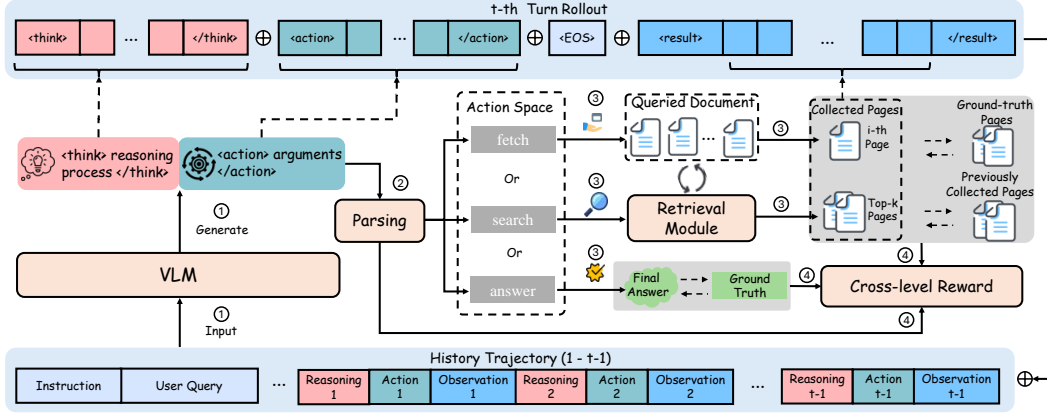 t-th Turn Rollout
<think> ... </think> ⊕ <action> ... </action> ⊕ <EOS> ⊕ <result> ... </result>
<think> reasoning
process </think>
<action> arguments
</action>
①
Generate
VLM
①
Input
②
Parsing
Action Space
fetch
Or
search
Or
answer
③
③
③
Queried Document
...
Retrieval
Module
③
③
Final
Answer
Ground
Truth
④
Collected Pages
i-th
Page
Top-k
Pages
Ground-truth
Pages
Previously
Collected Pages
④
Cross-level Reward
④
History Trajectory (1 - t-1)
Instruction
User Query
...
Reasoning
1
Action
1
Observation
1
Reasoning
2
Action
2
Observation
2
...
Reasoning
t-1
Action
t-1
Observation
t-1
⊕